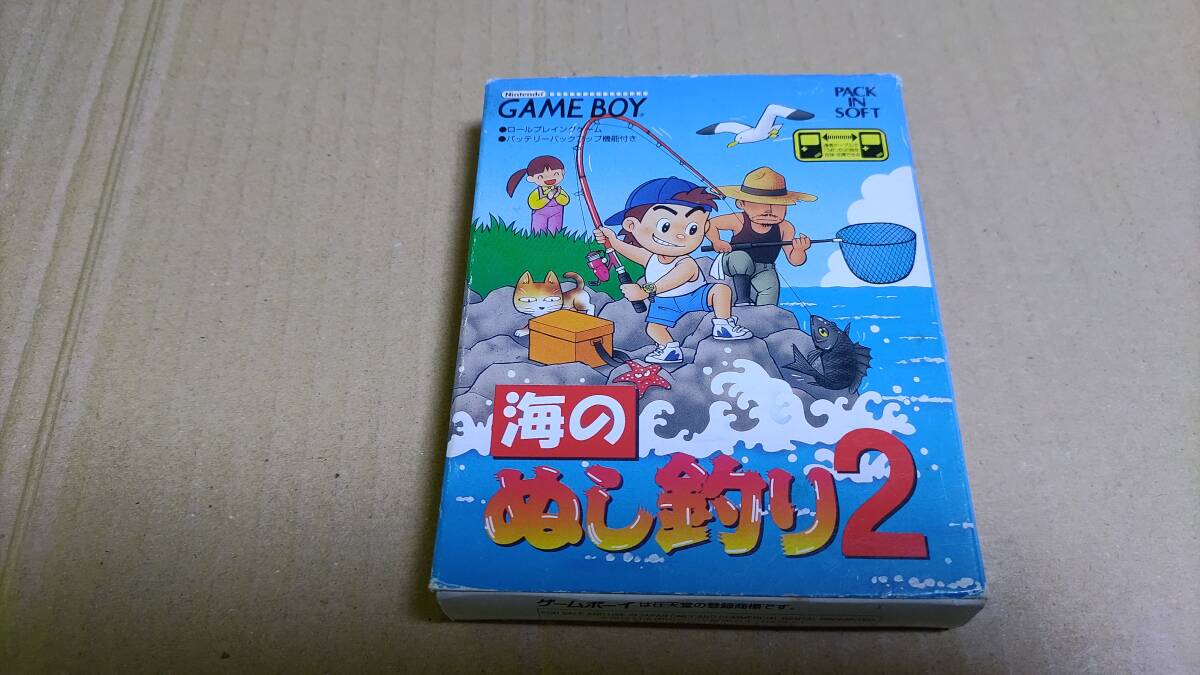 Nintendo
GAME BOY
●ロールプレイングゲーム
●バッテリーバックアップ機能付き
PACK
IN
SOFT
海の
ぬし釣り2
ゲームボーイは任天堂の登録商標です。